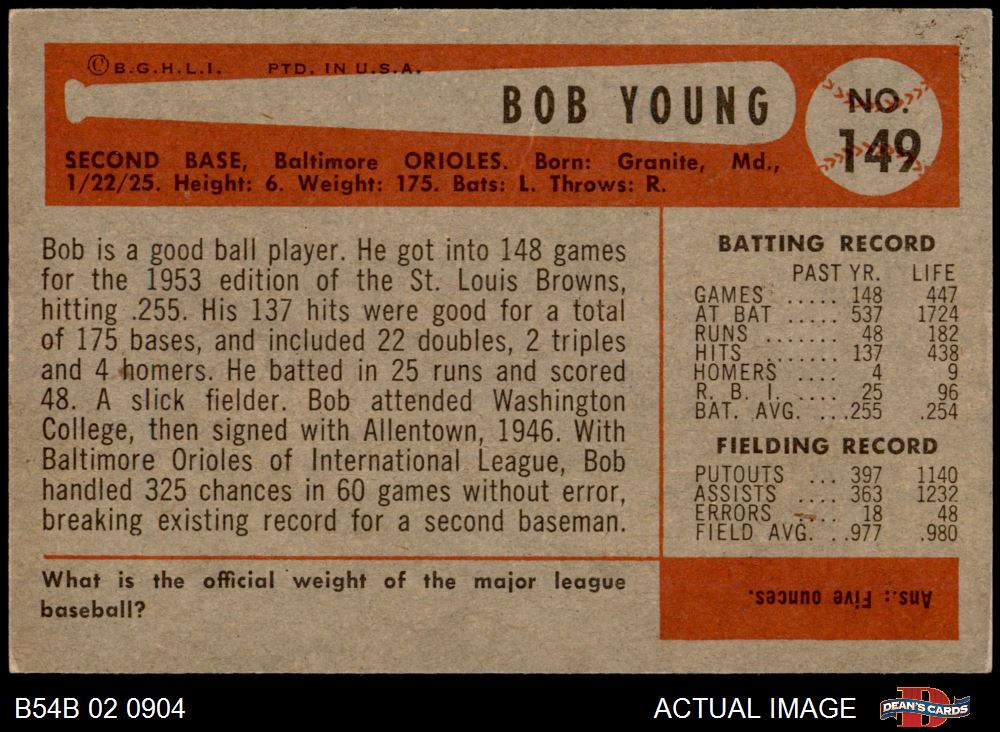 ©B.G.H.L.I. PTD. IN U.S.A.
BOB YOUNG
NO.
149
SECOND BASE, Baltimore ORIOLES. Born: Granite, Md.,
1/22/25. Height: 6. Weight: 175. Bats: L. Throws: R.
Bob is a good ball player. He got into 148 games
for the 1953 edition of the St. Louis Browns,
hitting .255. His 137 hits were good for a total
of 175 bases, and included 22 doubles, 2 triples
and 4 homers. He batted in 25 runs and scored
48. A slick fielder. Bob attended Washington
College, then signed with Allentown, 1946. With
Baltimore Orioles of International League, Bob
handled 325 chances in 60 games without error,
breaking existing record for a second baseman.
BATTING RECORD
PAST YR. LIFE
GAMES ..... 148 447
AT BAT ..... 537 1724
RUNS ....... 48 182
HITS ....... 137 438
HOMERS .... 4 9
R. B. I. .... 25 96
BAT. AVG. ...255 .254
FIELDING RECORD
PUTOUTS ... 397 1140
ASSISTS .... 363 1232
ERRORS .... 18 48
FIELD AVG. ..977 .980
What is the official weight of the major league
baseball?
Ans.: Five ounces.
B54B 02 0904
ACTUAL IMAGE
D
DEAN'S CARDS